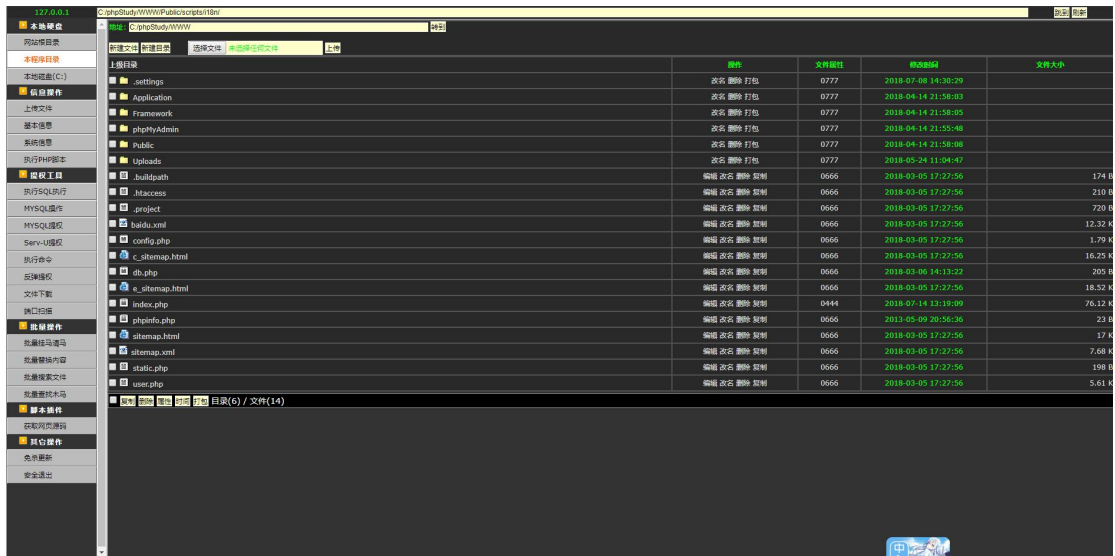 127.0.0.1 C:/phpStudy/WWW/Public/scripts/i18n/ 跳到 刷新
本地硬盘
网站根目录
本程序目录
本地磁盘(C:)
信息操作
上传文件
基本信息
系统信息
执行PHP脚本
提权工具
执行SQL执行
MYSQL操作
MYSQL提权
Serv-U提权
执行命令
反弹提权
文件下载
端口扫描
批量操作
批量挂马清马
批量替换内容
批量搜索文件
批量查找木马
脚本插件
获取网页源码
其它操作
免杀更新
安全退出
地址: C:/phpStudy/WWW 转到
新建文件 新建目录 选择文件 未选择任何文件 上传
上级目录 操作 文件属性 修改时间 文件大小
.settings 改名 删除 打包 0777 2018-07-08 14:30:29
Application 改名 删除 打包 0777 2018-04-14 21:58:03
Framework 改名 删除 打包 0777 2018-04-14 21:58:05
phpMyAdmin 改名 删除 打包 0777 2018-04-14 21:55:48
Public 改名 删除 打包 0777 2018-04-14 21:58:08
Uploads 改名 删除 打包 0777 2018-05-24 11:04:47
.buildpath 编辑 改名 删除 复制 0666 2018-03-05 17:27:56 174 B
.htaccess 编辑 改名 删除 复制 0666 2018-03-05 17:27:56 210 B
.project 编辑 改名 删除 复制 0666 2018-03-05 17:27:56 720 B
baidu.xml 编辑 改名 删除 复制 0666 2018-03-05 17:27:56 12.32 K
config.php 编辑 改名 删除 复制 0666 2018-03-05 17:27:56 1.79 K
c_sitemap.html 编辑 改名 删除 复制 0666 2018-03-05 17:27:56 16.25 K
db.php 编辑 改名 删除 复制 0666 2018-03-06 14:13:22 205 B
e_sitemap.html 编辑 改名 删除 复制 0666 2018-03-05 17:27:56 18.52 K
index.php 编辑 改名 删除 复制 0444 2018-07-14 13:19:09 76.12 K
phpinfo.php 编辑 改名 删除 复制 0666 2013-05-09 20:56:36 23 B
sitemap.html 编辑 改名 删除 复制 0666 2018-03-05 17:27:56 17 K
sitemap.xml 编辑 改名 删除 复制 0666 2018-03-05 17:27:56 7.68 K
static.php 编辑 改名 删除 复制 0666 2018-03-05 17:27:56 198 B
user.php 编辑 改名 删除 复制 0666 2018-03-05 17:27:56 5.61 K
复制 删除 属性 时间 打包 目录(6) / 文件(14)
中